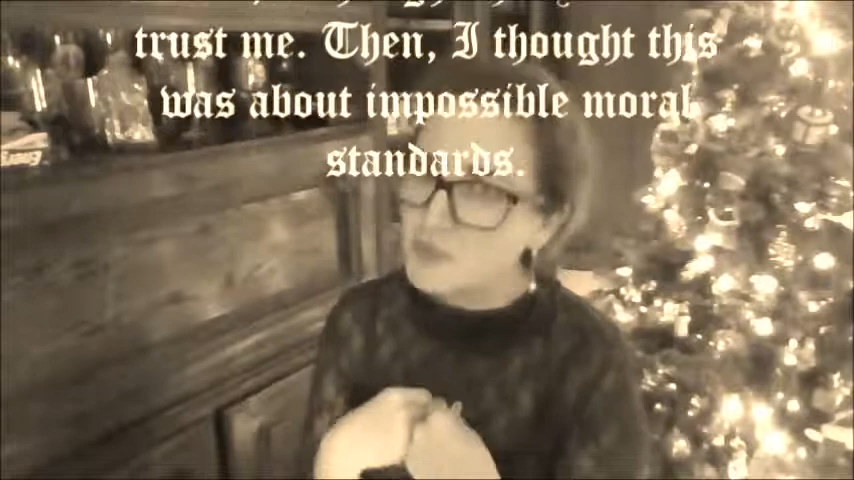 trust me. Then, I thought this
was about impossible moral
standards.